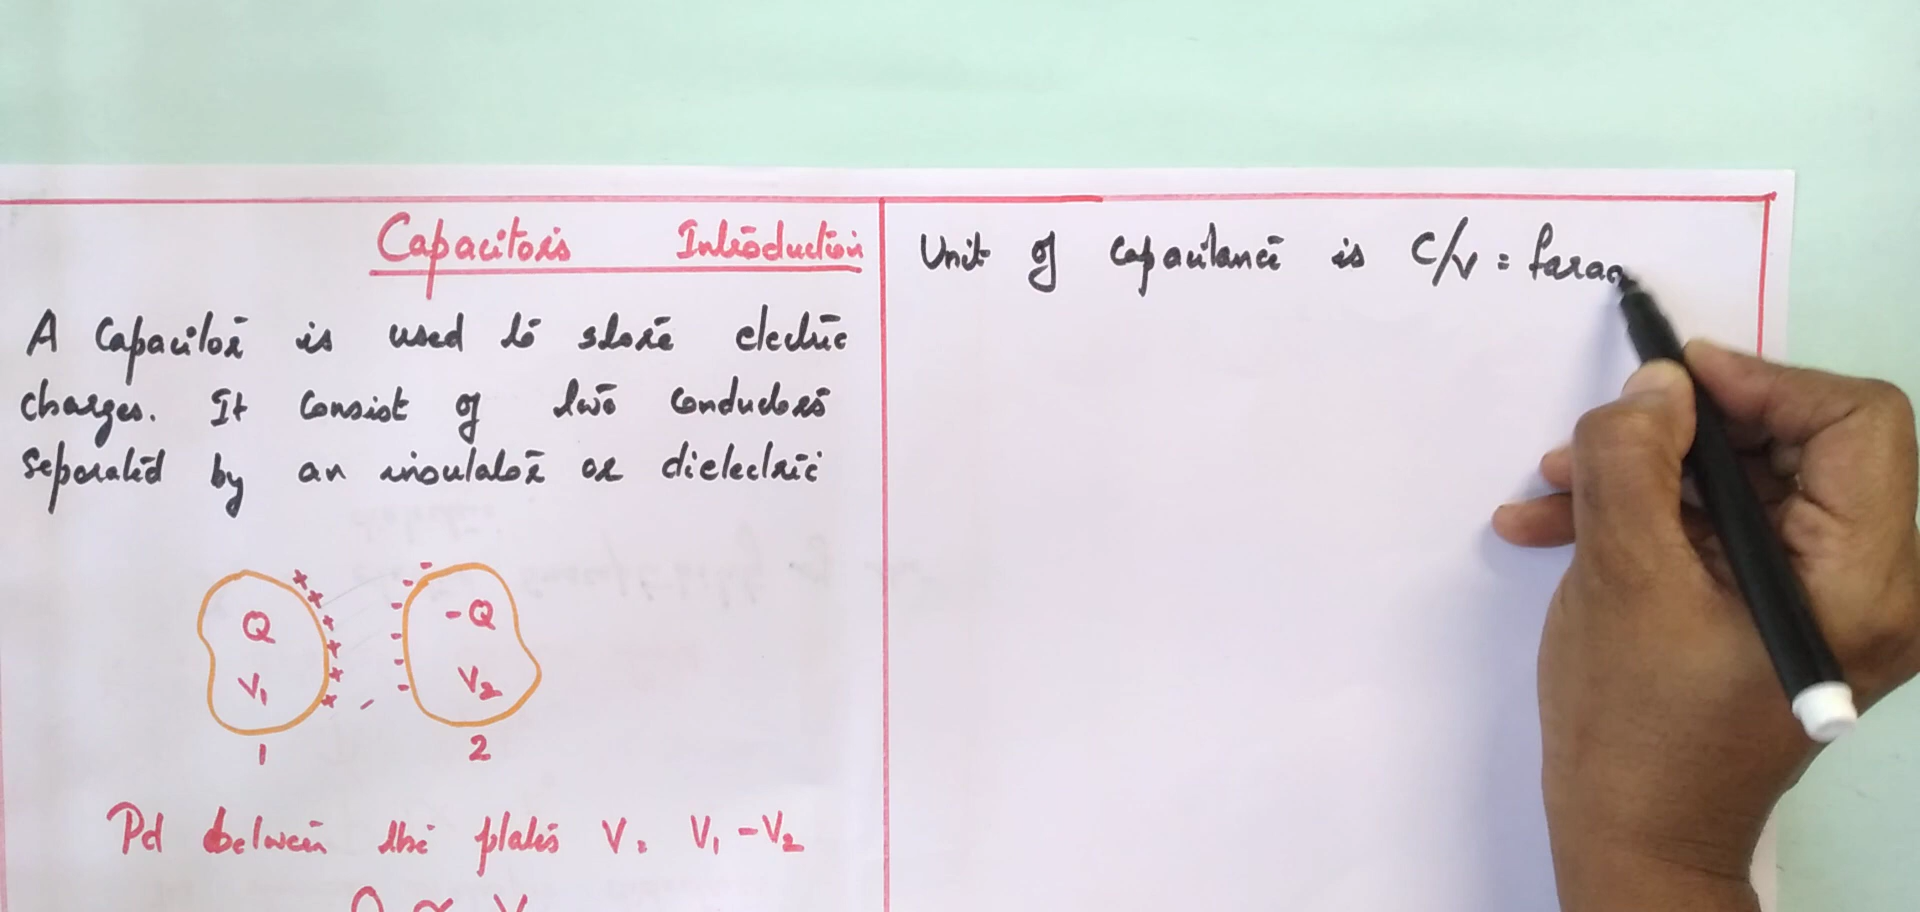 Capacitors Introduction
A Capacitor is used to store electric
charges. It Consist of two Conductors
Separated by an insulator or dielectric
+ + + + + +
- - - - - -
Q
V₁
1
-Q
V₂
2
Pd between the plates V = V₁ - V₂
Q ∝ V
Unit of Capacitance is C/V = farad